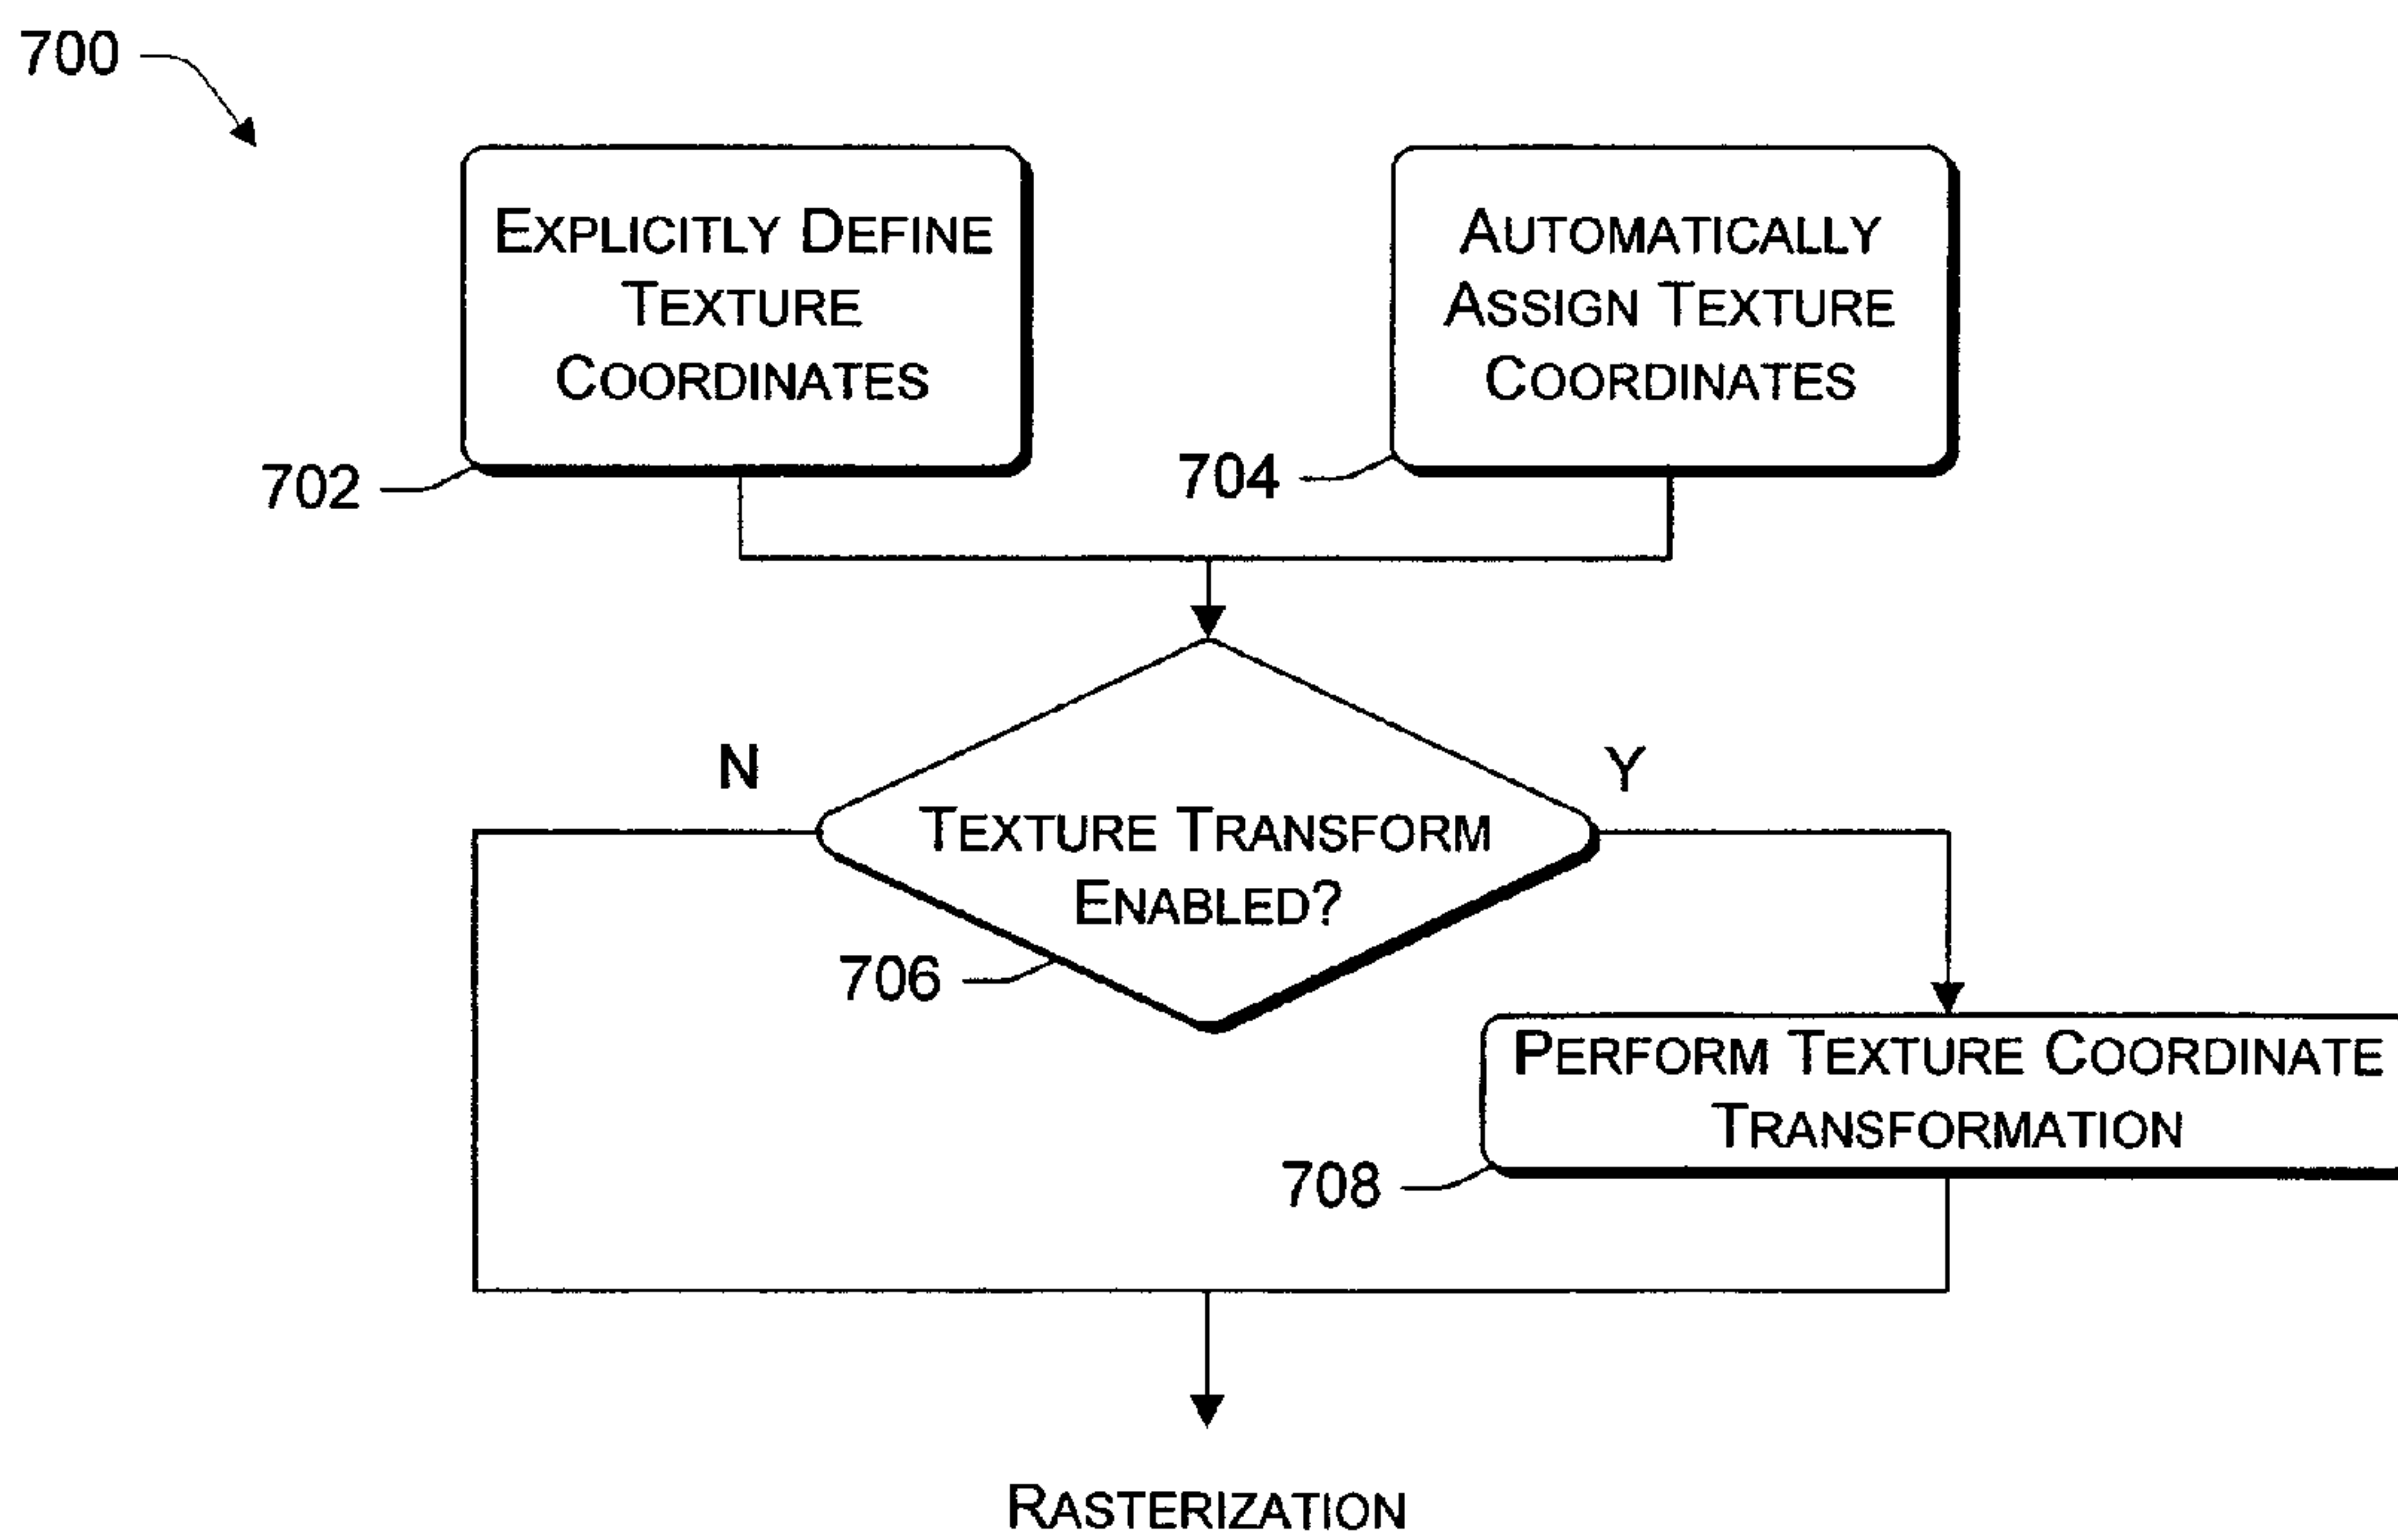 700
EXPLICITLY DEFINE
TEXTURE
COORDINATES
702
AUTOMATICALLY
ASSIGN TEXTURE
COORDINATES
704
N
Y
TEXTURE TRANSFORM
ENABLED?
706
PERFORM TEXTURE COORDINATE
TRANSFORMATION
708
RASTERIZATION